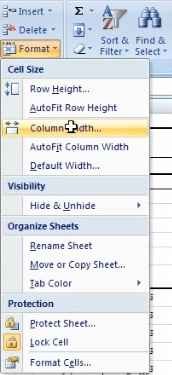 Insert
Delete
Format
Sort &
Filter
Find &
Select
Cell Size
Row Height...
AutoFit Row Height
Column
AutoFit Column Width
Default Width...
Visibility
Hide & Unhide
Organize Sheets
Rename Sheet
Move or Copy Sheet...
Tab Color
Protection
Protect Sheet...
Lock Cell
Format Cells...